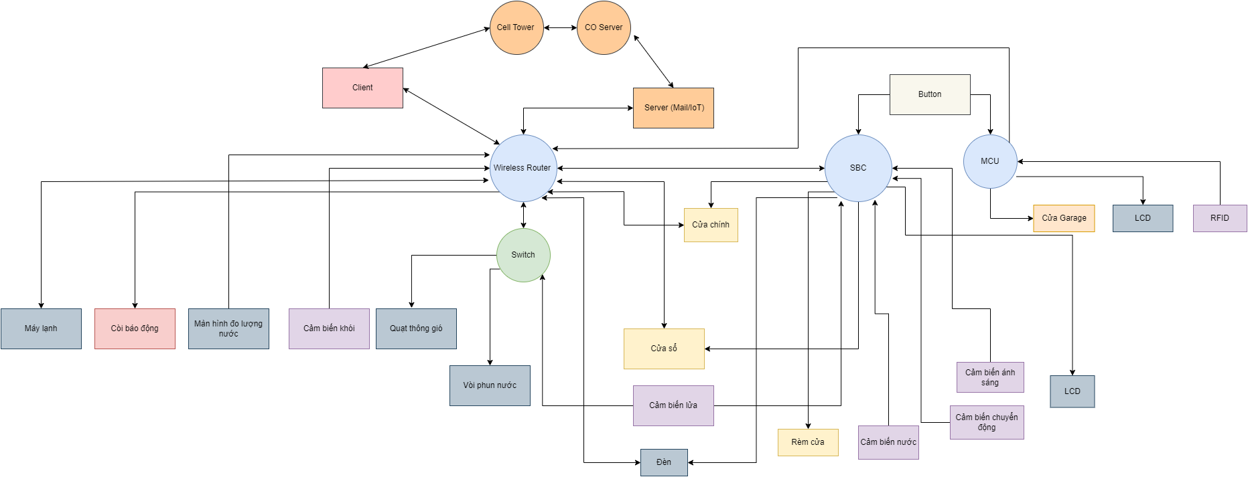 Cell Tower
CO Server
Client
Button
Server (Mail/IoT)
Wireless Router
SBC
MCU
Cửa chính
Cửa Garage
LCD
RFID
Switch
Máy lạnh
Còi báo động
Màn hình đo lượng
nước
Cảm biến khói
Quạt thông gió
Cửa sổ
Vòi phun nước
Cảm biến ánh
sáng
LCD
Cảm biến lửa
Cảm biến chuyển
động
Rèm cửa
Cảm biến nước
Đèn